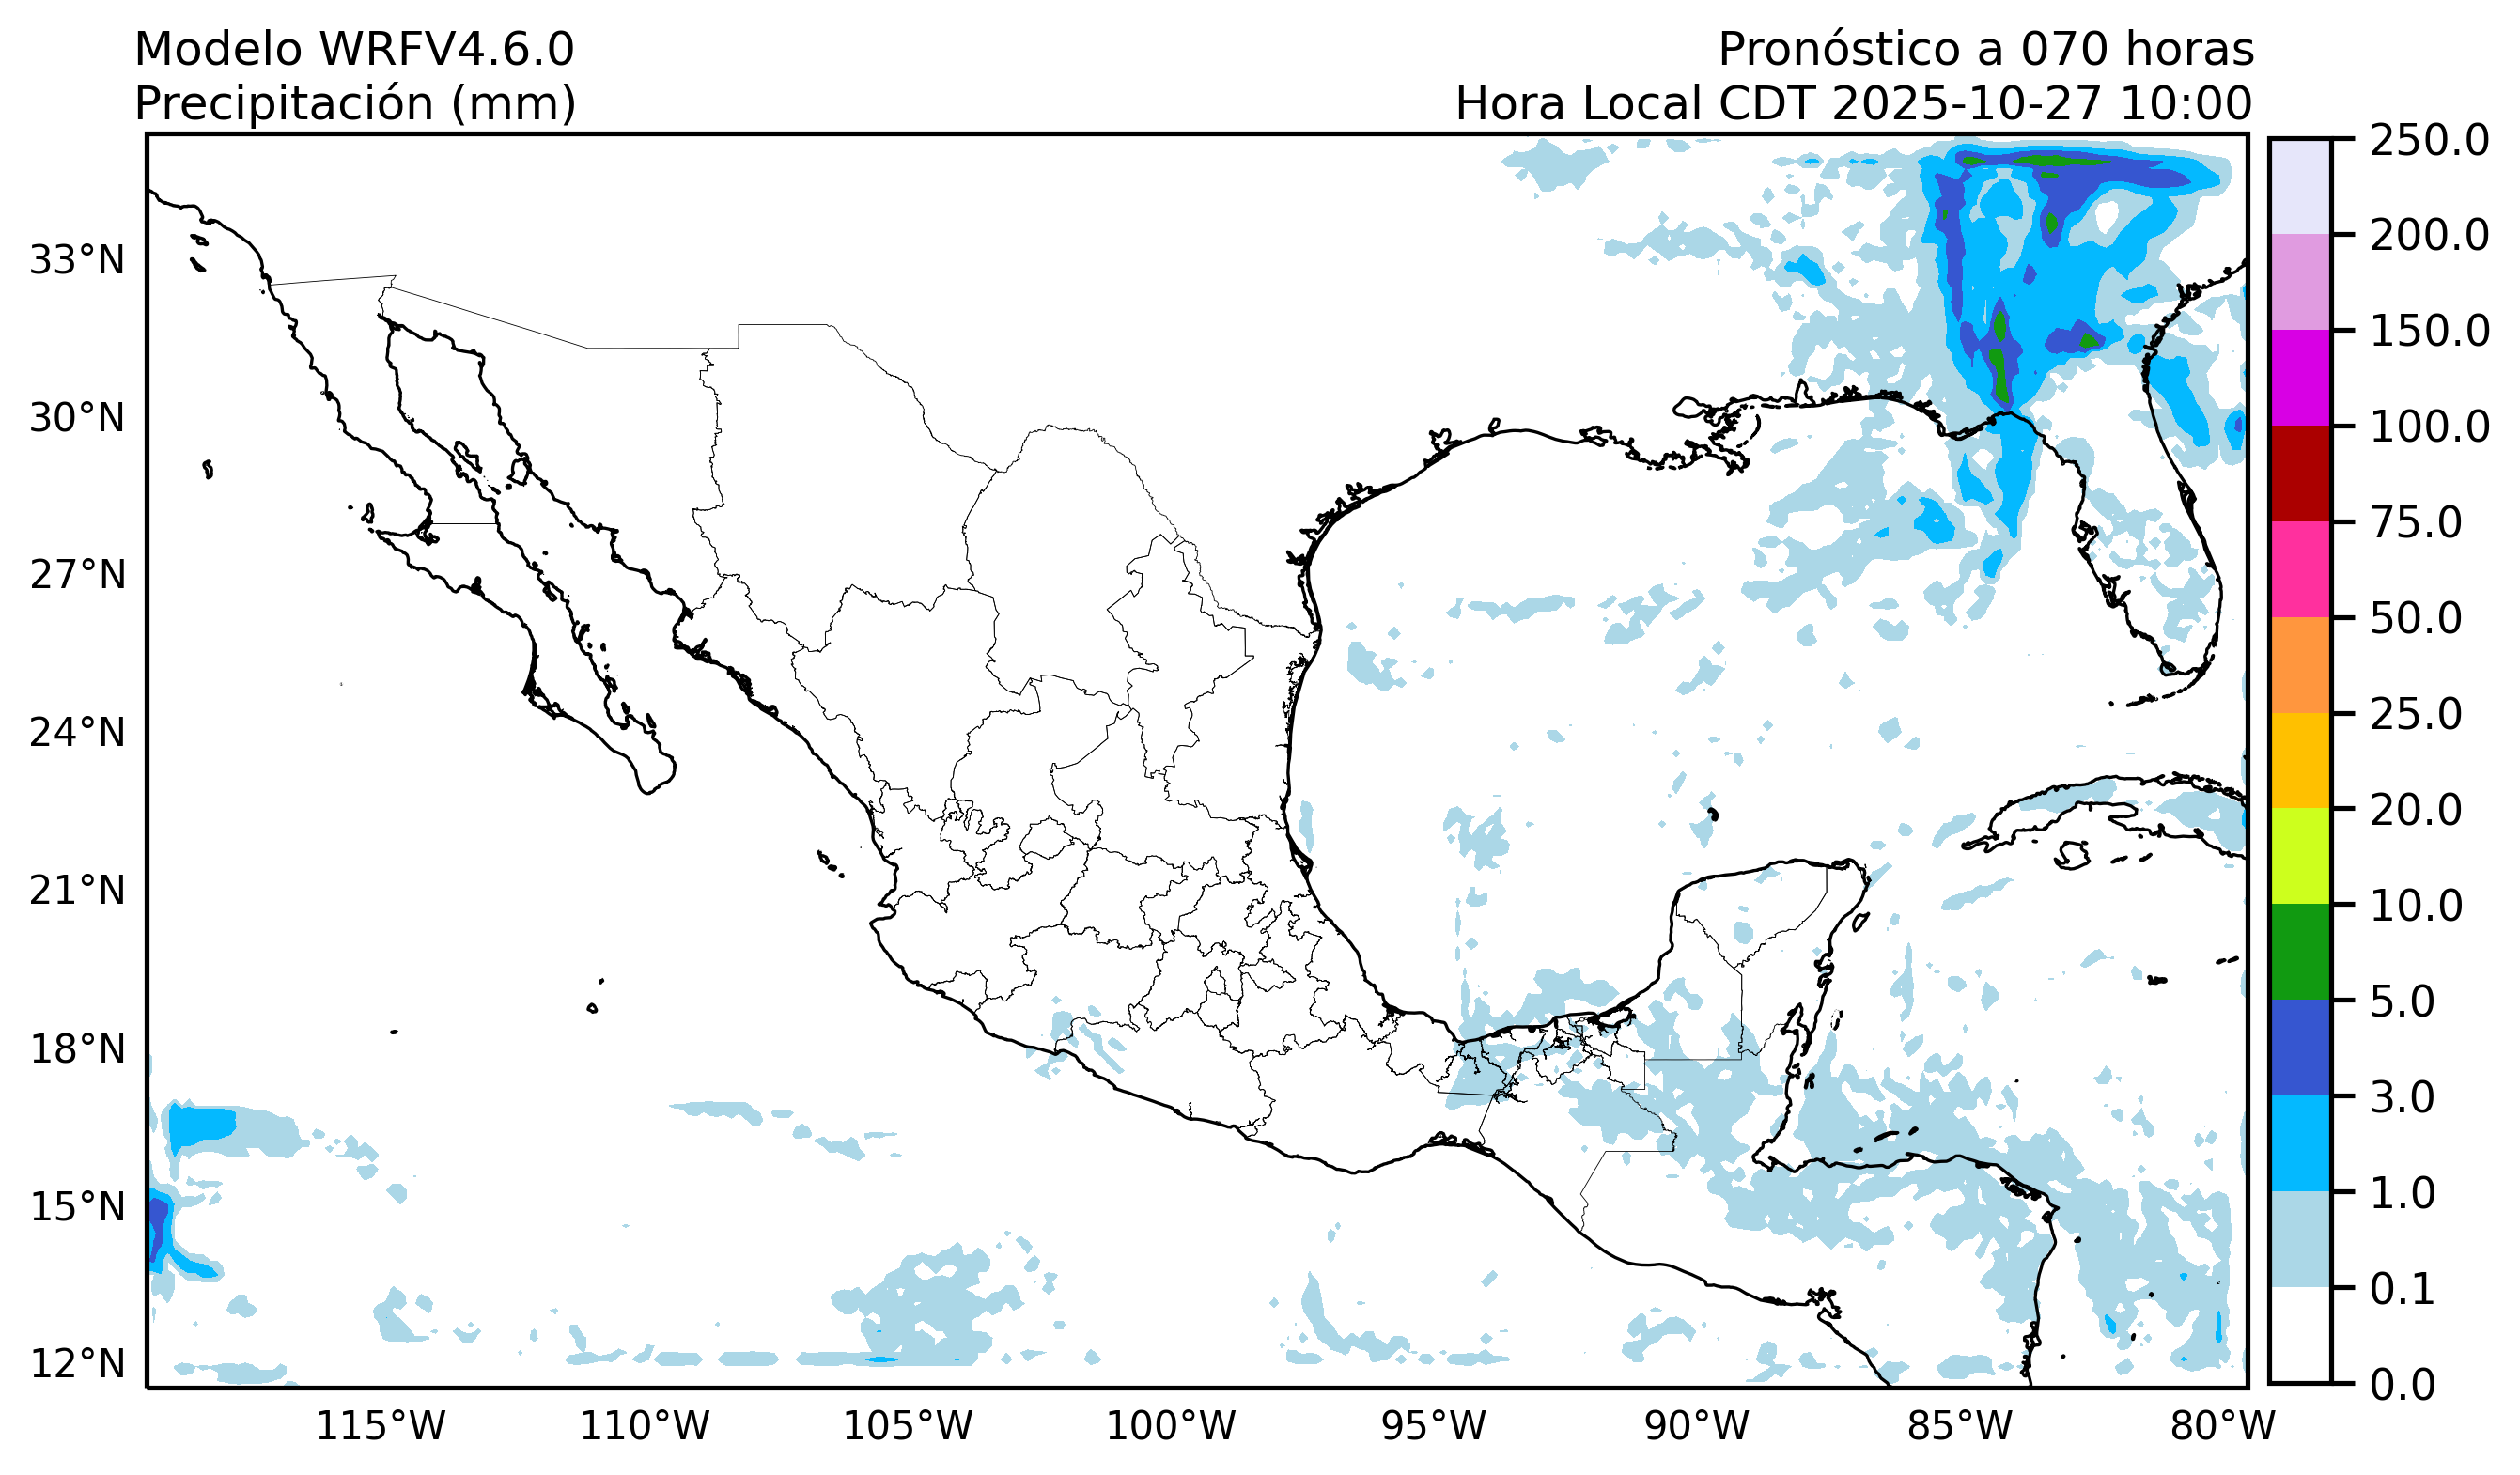 Modelo WRFV4.6.0
Precipitación (mm)
Pronóstico a 070 horas
Hora Local CDT 2025-10-27 10:00
33°N
30°N
27°N
24°N
21°N
18°N
15°N
12°N
115°W
110°W
105°W
100°W
95°W
90°W
85°W
80°W
250.0
200.0
150.0
100.0
75.0
50.0
25.0
20.0
10.0
5.0
3.0
1.0
0.1
0.0